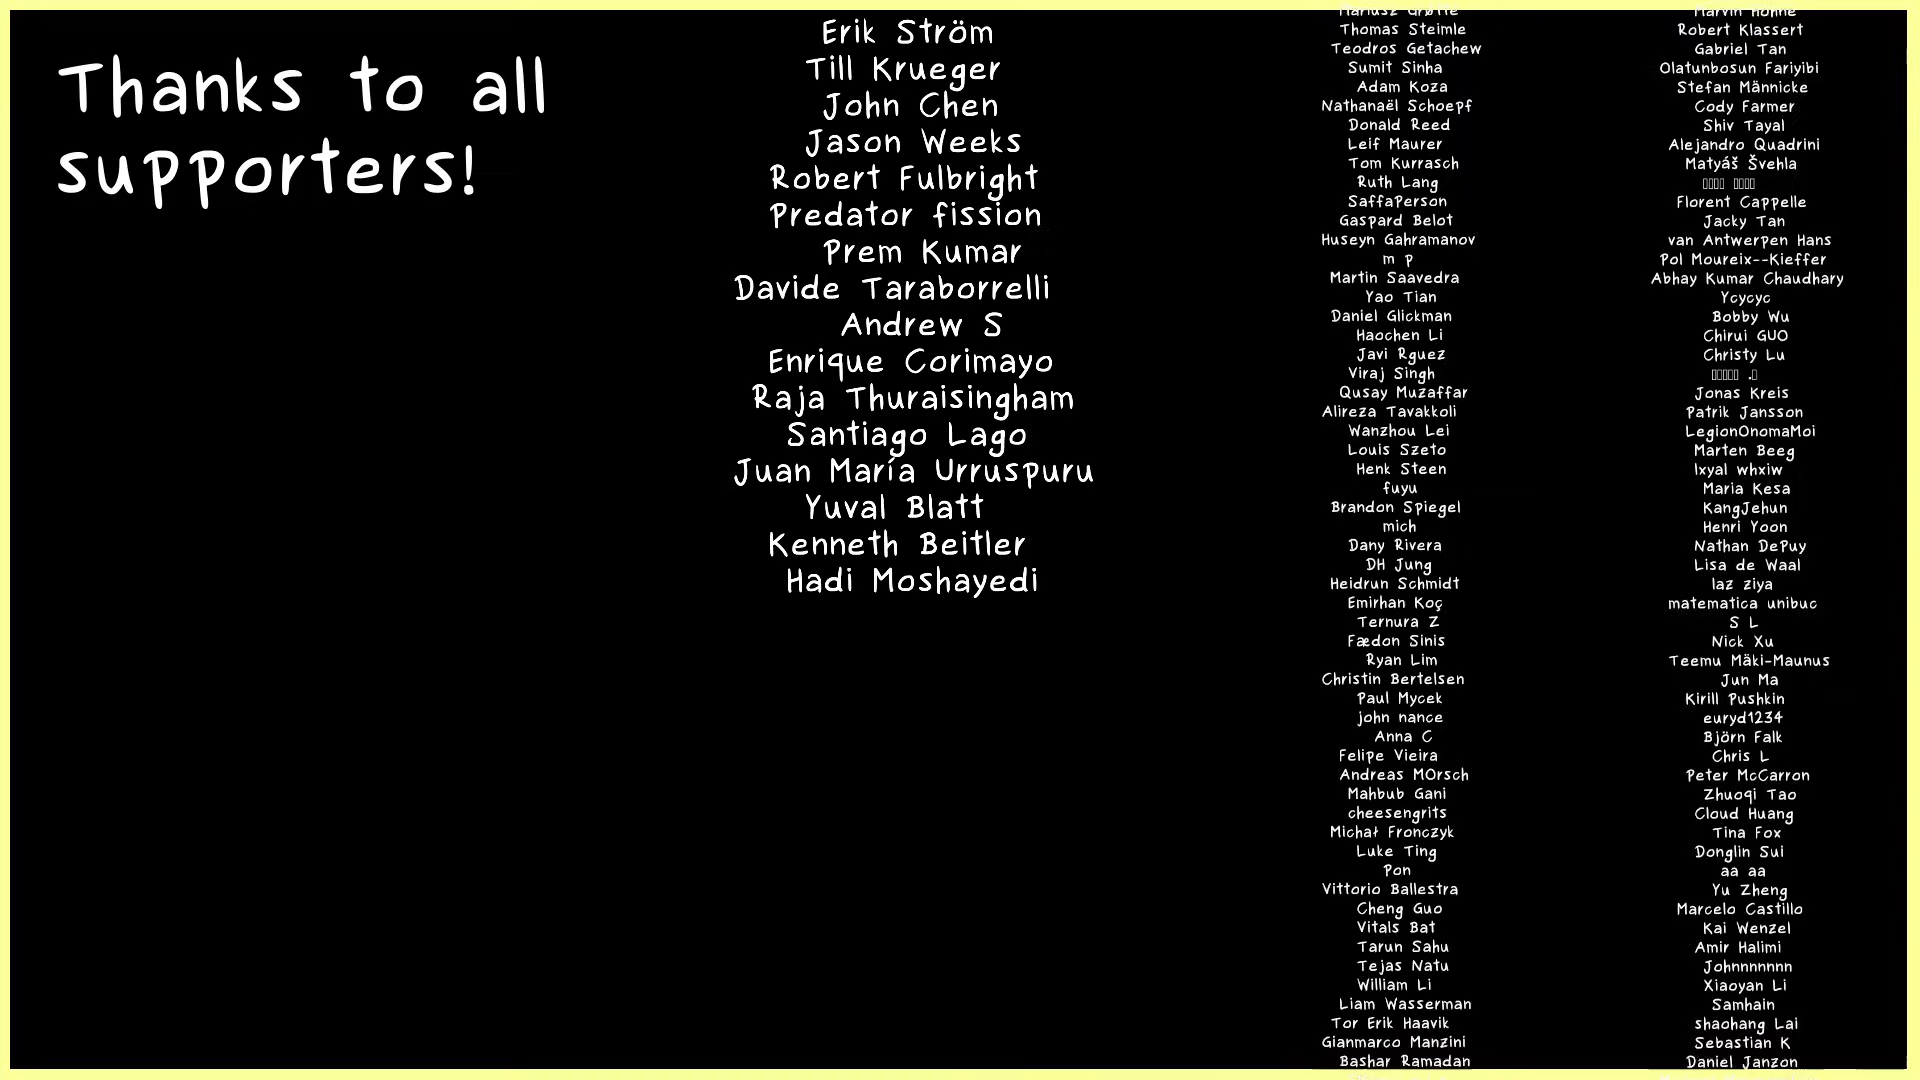 Thanks to all
supporters!
Erik Ström
Till Krueger
John Chen
Jason Weeks
Robert Fulbright
Predator fission
Prem Kumar
Davide Taraborrelli
Andrew S
Enrique Corimayo
Raja Thuraisingham
Santiago Lago
Juan María Urruspuru
Yuval Blatt
Kenneth Beitler
Hadi Moshayedi
Thomas Steimle
Teodros Getachew
Sumit Sinha
Adam Koza
Nathanaël Schoepf
Donald Reed
Leif Maurer
Tom Kurrasch
Ruth Lang
SaffaPerson
Gaspard Belot
Huseyn Gahramanov
m p
Martin Saavedra
Yao Tian
Daniel Glickman
Haochen Li
Javi Rguez
Viraj Singh
Qusay Muzaffar
Alireza Tavakkoli
Wanzhou Lei
Louis Szeto
Henk Steen
fuyu
Brandon Spiegel
mich
Dany Rivera
DH Jung
Heidrun Schmidt
Emirhan Koç
Ternura Z
Fædon Sinis
Ryan Lim
Christin Bertelsen
Paul Mycek
john nance
Anna C
Felipe Vieira
Andreas MOrsch
Mahbub Gani
cheesengrits
Michał Fronczyk
Luke Ting
Pon
Vittorio Ballestra
Cheng Guo
Vitals Bat
Tarun Sahu
Tejas Natu
William Li
Liam Wasserman
Tor Erik Haavik
Gianmarco Manzini
Bashar Ramadan
Marvin Höhne
Robert Klassert
Gabriel Tan
Olatunbosun Fariyibi
Stefan Männicke
Cody Farmer
Shiv Tayal
Alejandro Quadrini
Matyáš Švehla
Florent Cappelle
Jacky Tan
van Antwerpen Hans
Pol Moureix--Kieffer
Abhay Kumar Chaudhary
Ycycyc
Bobby Wu
Chirui GUO
Christy Lu
Jonas Kreis
Patrik Jansson
LegionOnomaMoi
Marten Beeg
lxyal whxiw
Maria Kesa
KangJehun
Henri Yoon
Nathan DePuy
Lisa de Waal
laz ziya
matematica unibuc
S L
Nick Xu
Teemu Mäki-Maunus
Jun Ma
Kirill Pushkin
euryd1234
Björn Falk
Chris L
Peter McCarron
Zhuoqi Tao
Cloud Huang
Tina Fox
Donglin Sui
aa aa
Yu Zheng
Marcelo Castillo
Kai Wenzel
Amir Halimi
Johnnnnnnn
Xiaoyan Li
Samhain
shaohang Lai
Sebastian K
Daniel Janzon